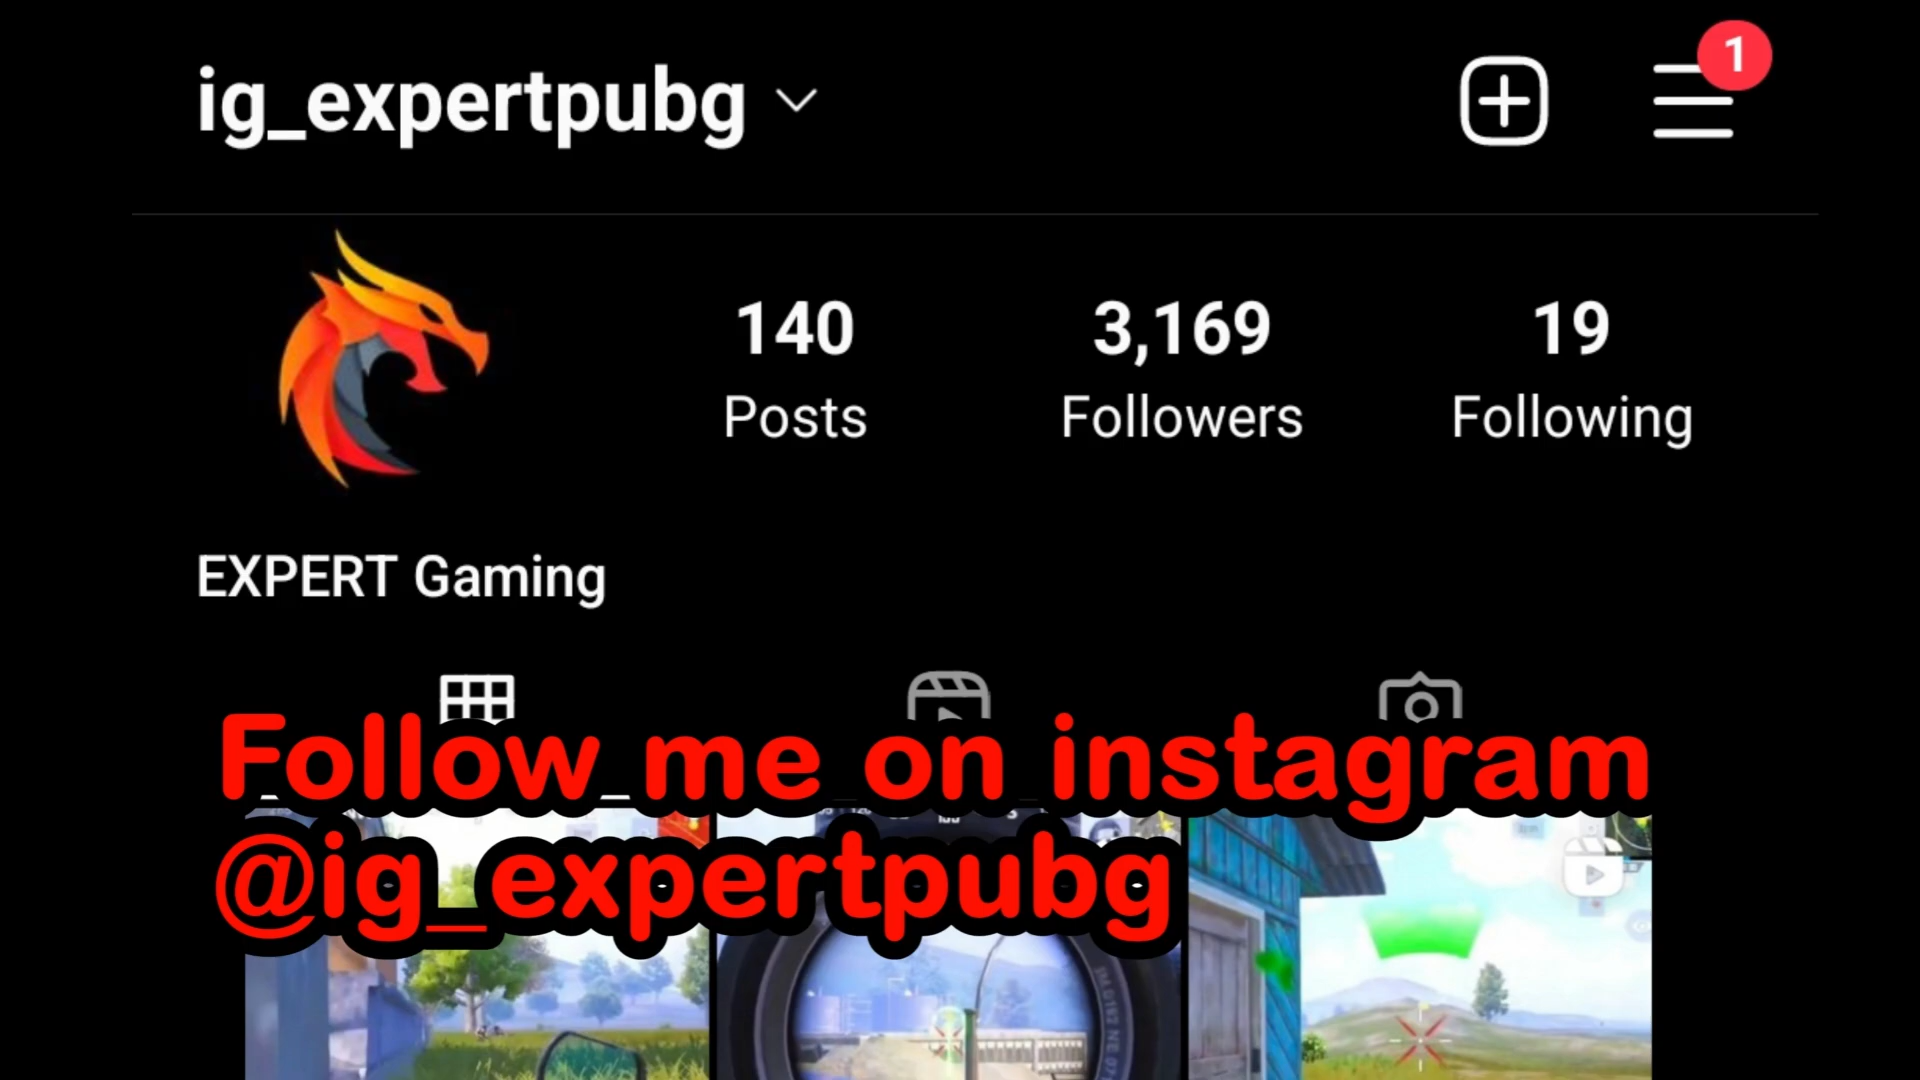 ig_expertpubg
1
140
3,169
19
Posts
Followers
Following
EXPERT Gaming
Follow me on instagram
@ig_expertpubg